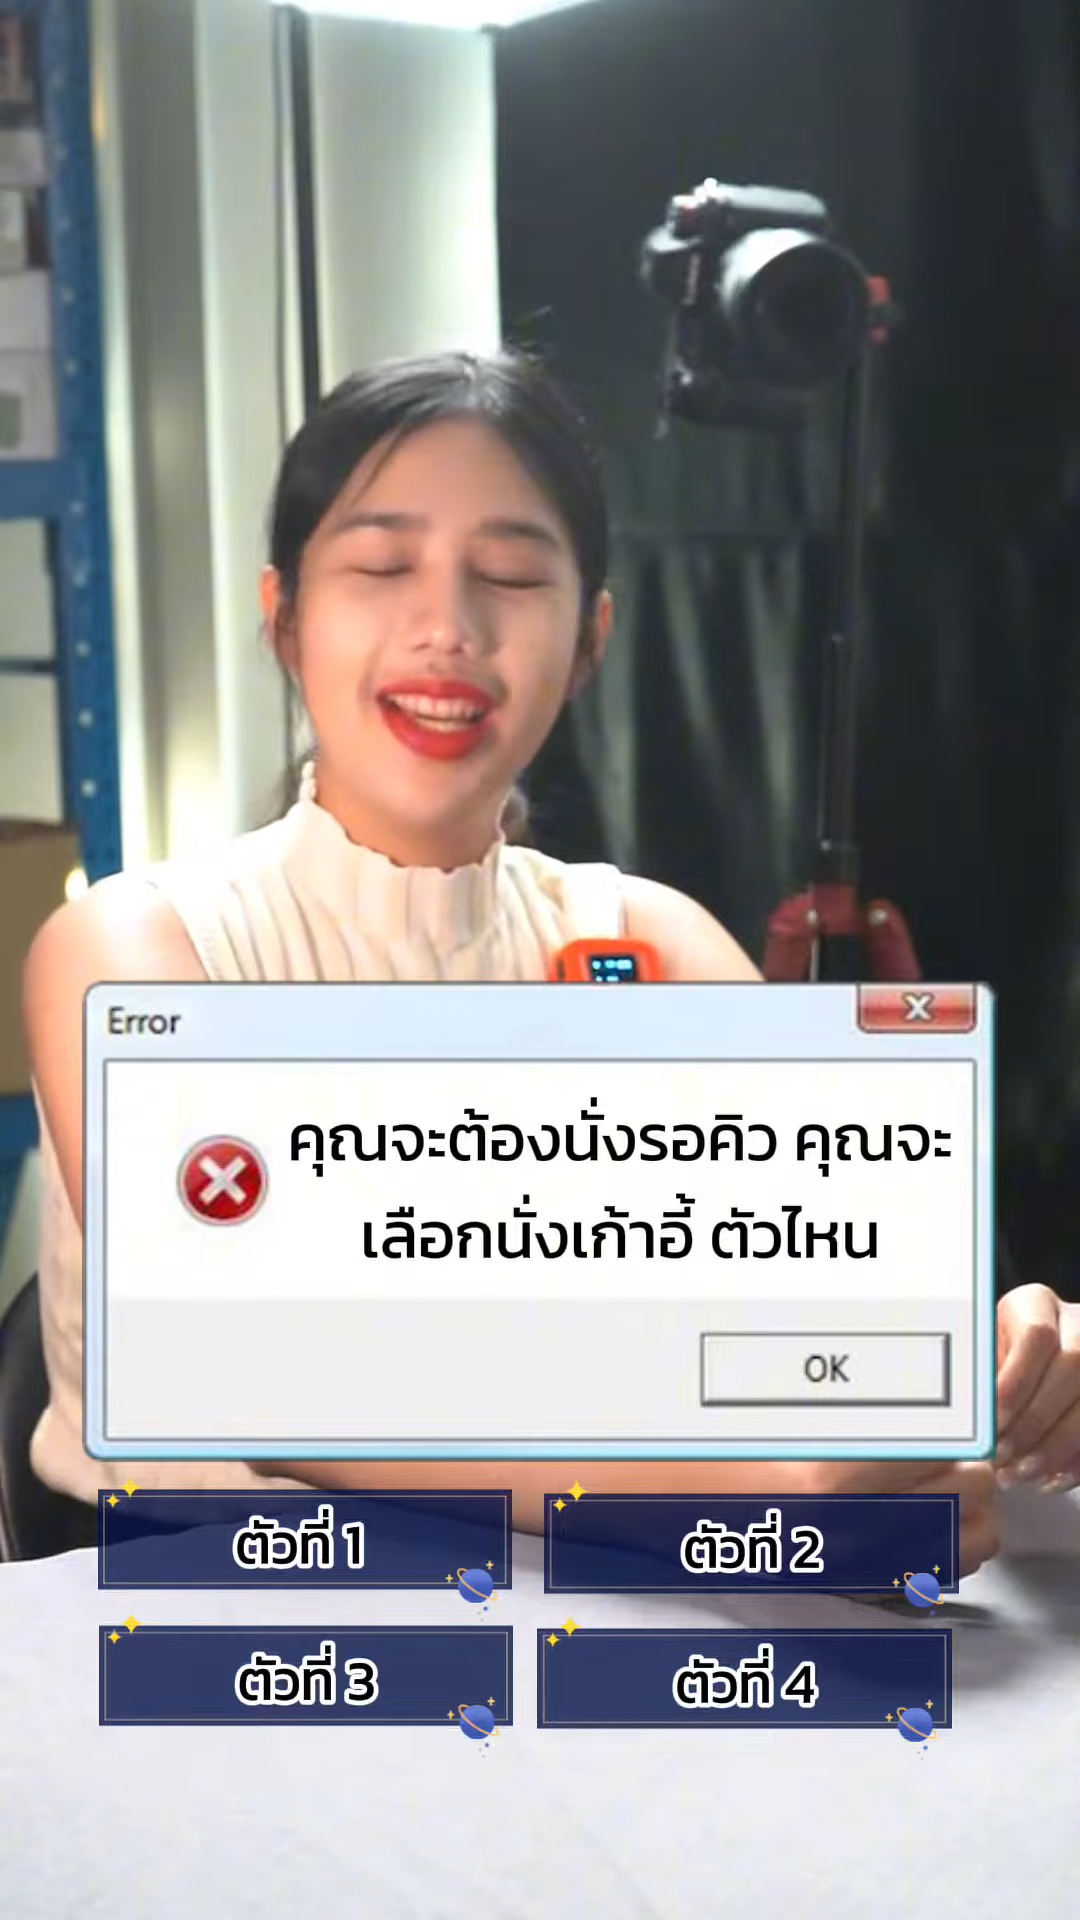 Error
คุณจะต้องนั่งรอคิว คุณจะ
เลือกนั่งเก้าอี้ ตัวไหน
OK
ตัวที่ 1
ตัวที่ 2
ตัวที่ 3
ตัวที่ 4